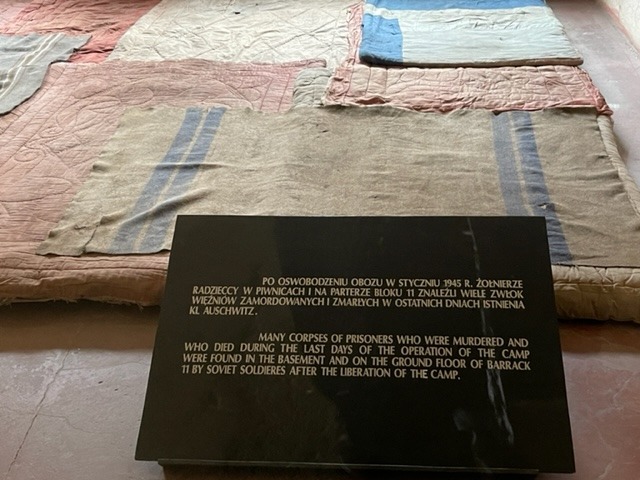 PO OSWOBODZENIU OBOZU W STYCZNIU 1945 R. ŻOŁNIERZE
RADZIECCY W PIWNICACH I NA PARTERZE BLOKU 11 ZNALEŹLI WIELE ZWŁOK
WIĘŹNIÓW ZAMORDOWANYCH I ZMARŁYCH W OSTATNICH DNIACH ISTNIENIA
KL AUSCHWITZ.
MANY CORPSES OF PRISONERS WHO WERE MURDERED AND
WHO DIED DURING THE LAST DAYS OF THE OPERATION OF THE CAMP
WERE FOUND IN THE BASEMENT AND ON THE GROUND FLOOR OF BARRACK
11 BY SOVIET SOLDIERES AFTER THE LIBERATION OF THE CAMP.